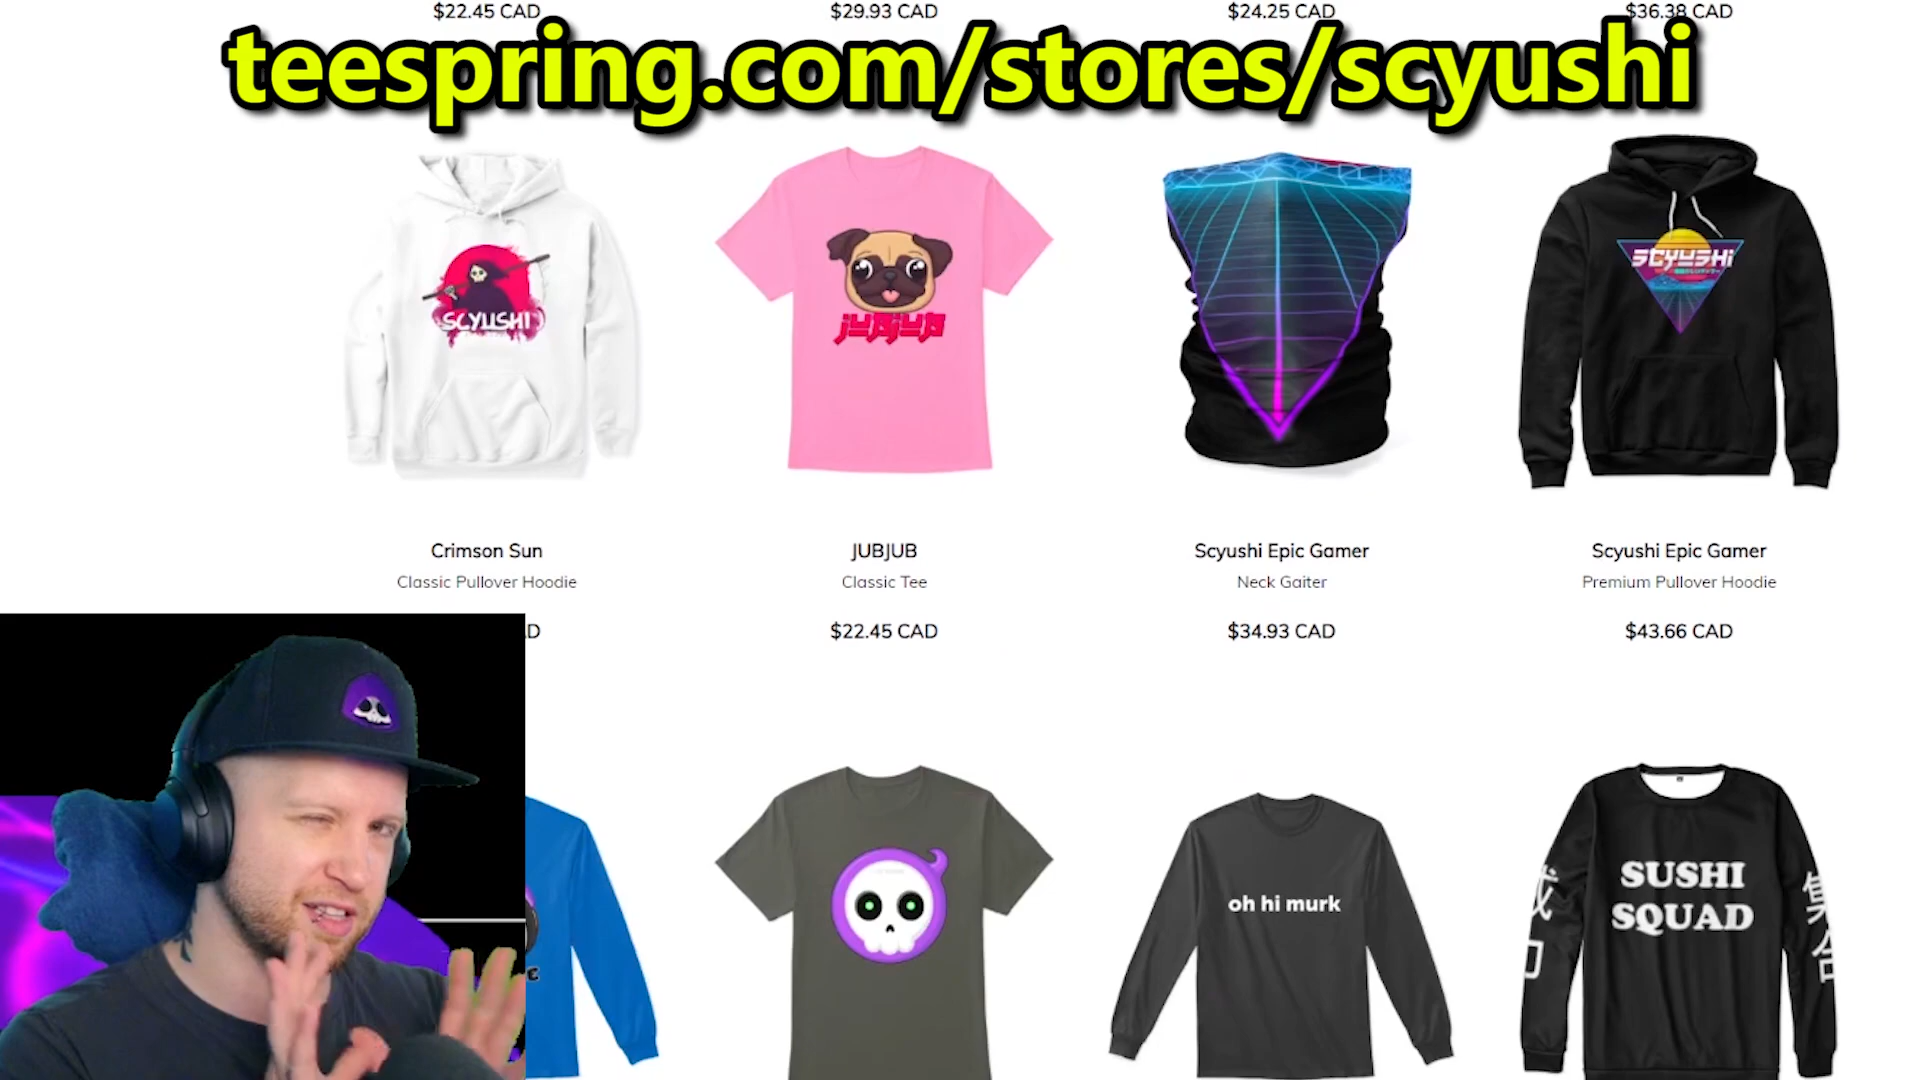 $22.45 CAD
$29.93 CAD
$24.25 CAD
$36.38 CAD
teespring.com/stores/scyushi
SCYUSHI
JUBJUB
SCYUSHI
Crimson Sun
JUBJUB
Scyushi Epic Gamer
Scyushi Epic Gamer
Classic Pullover Hoodie
Classic Tee
Neck Gaiter
Premium Pullover Hoodie
D
$22.45 CAD
$34.93 CAD
$43.66 CAD
oh hi murk
SUSHI
SQUAD
集
合